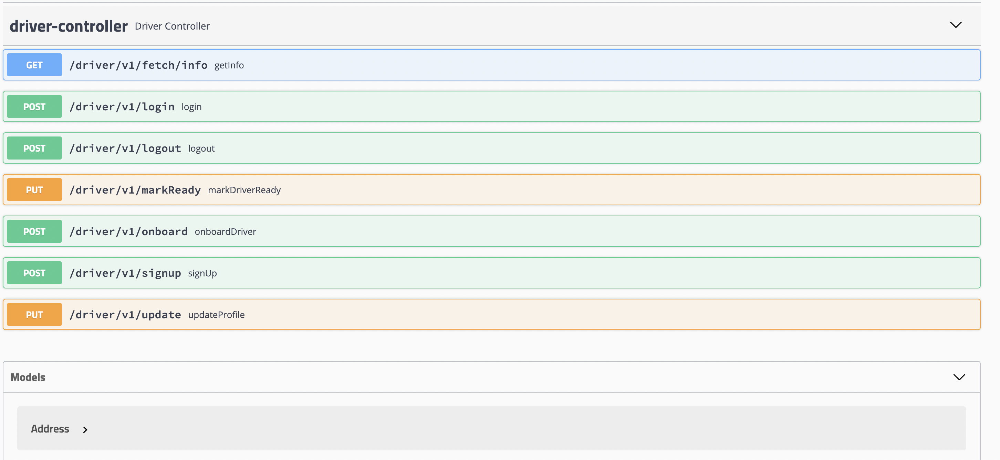 driver-controller Driver Controller
GET /driver/v1/fetch/info getInfo
POST /driver/v1/login login
POST /driver/v1/logout logout
PUT /driver/v1/markReady markDriverReady
POST /driver/v1/onboard onboardDriver
POST /driver/v1/signup signUp
PUT /driver/v1/update updateProfile
Models
Address